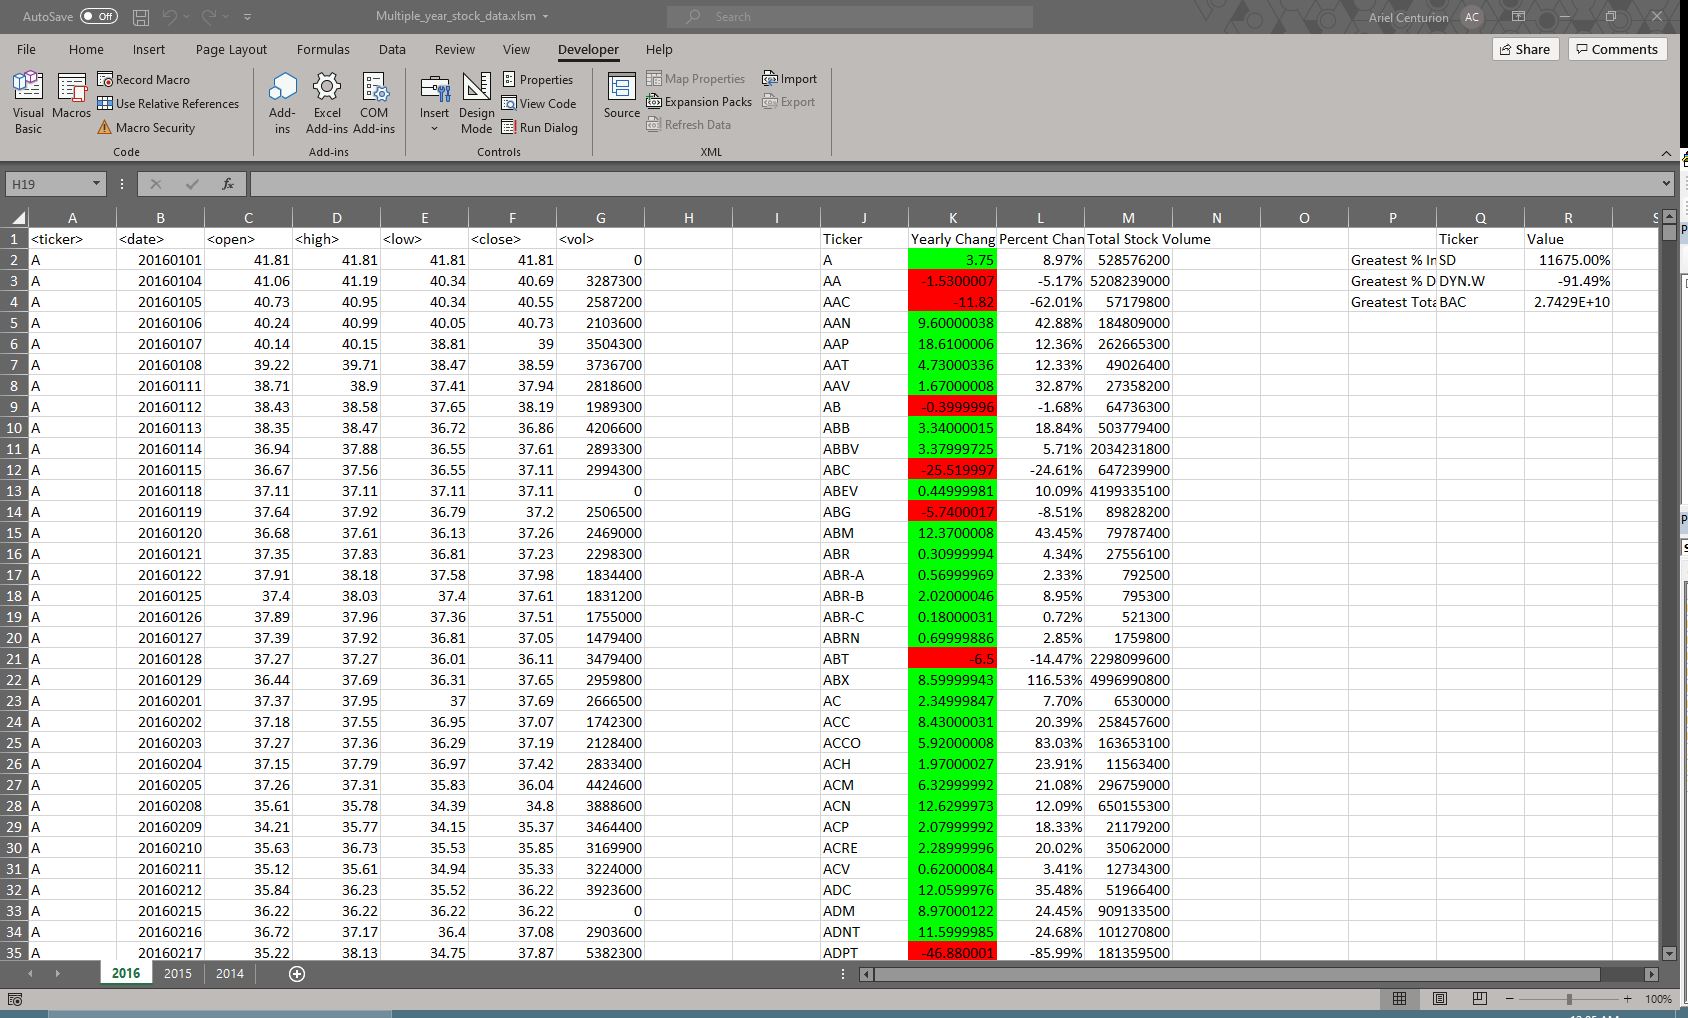 AutoSave Off Multiple_year_stock_data.xlsm Search Ariel Centurion AC
File Home Insert Page Layout Formulas Data Review View Developer Help Share Comments
Visual Basic Macros Record Macro Use Relative References Macro Security Code
Add-ins Excel Add-ins COM Add-ins Add-ins
Insert Design Mode Properties View Code Run Dialog Controls
Source Map Properties Expansion Packs Refresh Data Import Export XML
H19 fx
A B C D E F G H I J K L M N O P Q R S
1 <ticker> <date> <open> <high> <low> <close> <vol> Ticker Yearly Chang Percent Chan Total Stock Volume Ticker Value
2 A 20160101 41.81 41.81 41.81 41.81 0 A 3.75 8.97% 528576200 Greatest % In SD 11675.00%
3 A 20160104 41.06 41.19 40.34 40.69 3287300 AA -1.5300007 -5.17% 5208239000 Greatest % D DYN.W -91.49%
4 A 20160105 40.73 40.95 40.34 40.55 2587200 AAC -11.82 -62.01% 57179800 Greatest Tota BAC 2.7429E+10
5 A 20160106 40.24 40.99 40.05 40.73 2103600 AAN 9.60000038 42.88% 184809000
6 A 20160107 40.14 40.15 38.81 39 3504300 AAP 18.6100006 12.36% 262665300
7 A 20160108 39.22 39.71 38.47 38.59 3736700 AAT 4.73000336 12.33% 49026400
8 A 20160111 38.71 38.9 37.41 37.94 2818600 AAV 1.67000008 32.87% 27358200
9 A 20160112 38.43 38.58 37.65 38.19 1989300 AB -0.3999996 -1.68% 64736300
10 A 20160113 38.35 38.47 36.72 36.86 4206600 ABB 3.34000015 18.84% 503779400
11 A 20160114 36.94 37.88 36.55 37.61 2893300 ABBV 3.37999725 5.71% 2034231800
12 A 20160115 36.67 37.56 36.55 37.11 2994300 ABC -25.519997 -24.61% 647239900
13 A 20160118 37.11 37.11 37.11 37.11 0 ABEV 0.44999981 10.09% 4199335100
14 A 20160119 37.64 37.92 36.79 37.2 2506500 ABG -5.7400017 -8.51% 89828200
15 A 20160120 36.68 37.61 36.13 37.26 2469000 ABM 12.3700008 43.45% 79787400
16 A 20160121 37.35 37.83 36.81 37.23 2298300 ABR 0.30999994 4.34% 27556100
17 A 20160122 37.91 38.18 37.58 37.98 1834400 ABR-A 0.56999969 2.33% 792500
18 A 20160125 37.4 38.03 37.4 37.61 1831200 ABR-B 2.02000046 8.95% 795300
19 A 20160126 37.89 37.96 37.36 37.51 1755000 ABR-C 0.18000031 0.72% 521300
20 A 20160127 37.39 37.92 36.81 37.05 1479400 ABRN 0.69999886 2.85% 1759800
21 A 20160128 37.27 37.27 36.01 36.11 3479400 ABT -6.5 -14.47% 2298099600
22 A 20160129 36.44 37.69 36.31 37.65 2959800 ABX 8.59999943 116.53% 4996990800
23 A 20160201 37.37 37.95 37 37.69 2666500 AC 2.34999847 7.70% 6530000
24 A 20160202 37.18 37.55 36.95 37.07 1742300 ACC 8.43000031 20.39% 258457600
25 A 20160203 37.27 37.36 36.29 37.19 2128400 ACCO 5.92000008 83.03% 163653100
26 A 20160204 37.15 37.79 36.97 37.42 2833400 ACH 1.97000027 23.91% 11563400
27 A 20160205 37.26 37.31 35.83 36.04 4424600 ACM 6.32999992 21.08% 296759000
28 A 20160208 35.61 35.78 34.39 34.8 3888600 ACN 12.6299973 12.09% 650155300
29 A 20160209 34.21 35.77 34.15 35.37 3464400 ACP 2.07999992 18.33% 21179200
30 A 20160210 35.63 36.73 35.53 35.85 3169900 ACRE 2.28999996 20.02% 35062000
31 A 20160211 35.12 35.61 34.94 35.33 3224000 ACV 0.62000084 3.41% 12734300
32 A 20160212 35.84 36.23 35.52 36.22 3923600 ADC 12.0599976 35.48% 51966400
33 A 20160215 36.22 36.22 36.22 36.22 0 ADM 8.97000122 24.45% 909133500
34 A 20160216 36.72 37.17 36.4 37.08 2903600 ADNT 11.5999985 24.68% 101270800
35 A 20160217 35.22 38.13 34.75 37.87 5382300 ADPT -46.880001 -85.99% 181359500
2016 2015 2014
100%